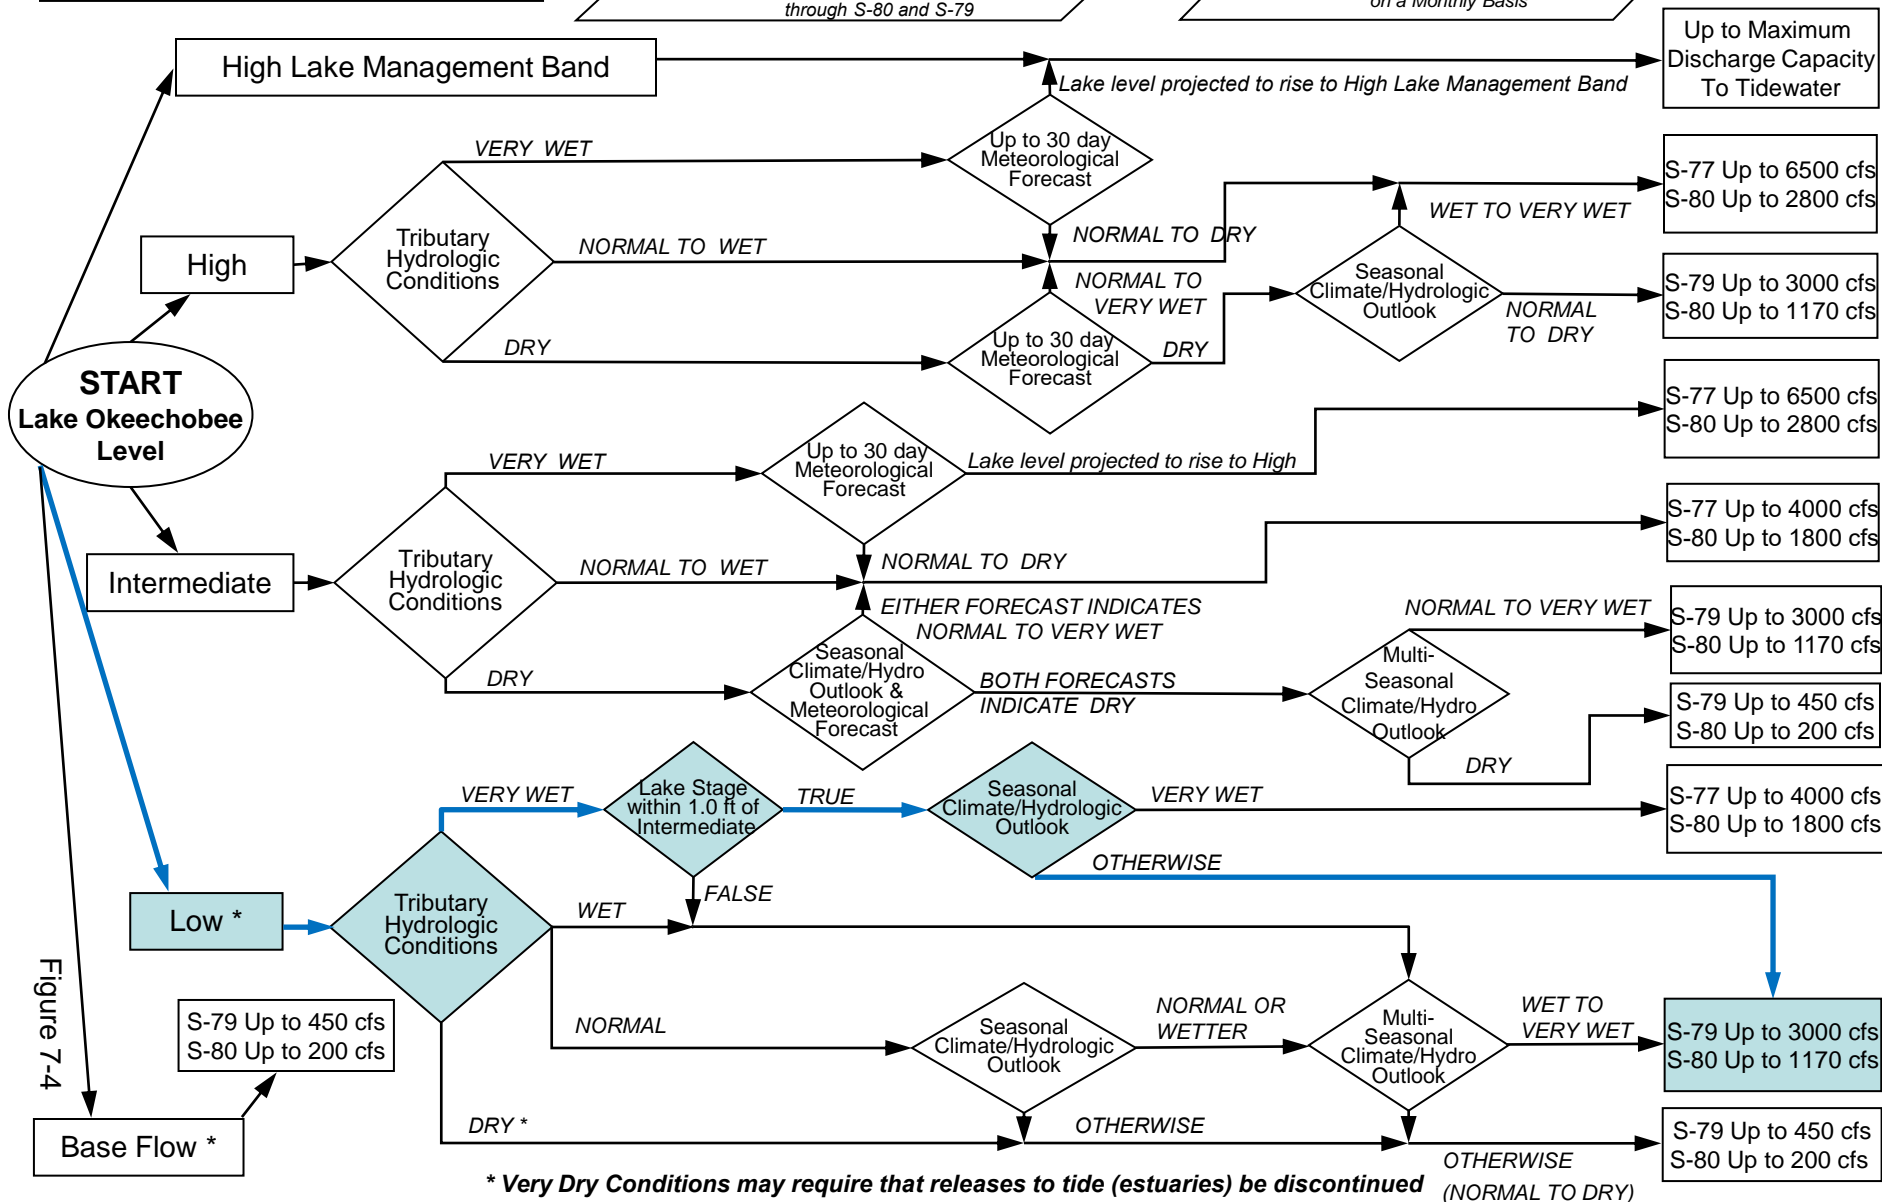 through S-80 and S-79
on a Monthly Basis
Up to Maximum
Discharge Capacity
To Tidewater
High Lake Management Band
Lake level projected to rise to High Lake Management Band
VERY WET
Up to 30 day
Meteorological
Forecast
S-77 Up to 6500 cfs
S-80 Up to 2800 cfs
WET TO VERY WET
High
Tributary
Hydrologic
Conditions
NORMAL TO WET
NORMAL TO DRY
NORMAL TO
VERY WET
Seasonal
Climate/Hydrologic
Outlook
NORMAL
TO DRY
S-79 Up to 3000 cfs
S-80 Up to 1170 cfs
DRY
Up to 30 day
Meteorological
Forecast
DRY
START
Lake Okeechobee
Level
S-77 Up to 6500 cfs
S-80 Up to 2800 cfs
VERY WET
Up to 30 day
Meteorological
Forecast
Lake level projected to rise to High
S-77 Up to 4000 cfs
S-80 Up to 1800 cfs
Intermediate
Tributary
Hydrologic
Conditions
NORMAL TO WET
NORMAL TO DRY
EITHER FORECAST INDICATES
NORMAL TO VERY WET
NORMAL TO VERY WET
S-79 Up to 3000 cfs
S-80 Up to 1170 cfs
DRY
Seasonal
Climate/Hydro
Outlook &
Meteorological
Forecast
BOTH FORECASTS
INDICATE DRY
Multi-
Seasonal
Climate/Hydro
Outlook
DRY
S-79 Up to 450 cfs
S-80 Up to 200 cfs
VERY WET
Lake Stage
within 1.0 ft of
Intermediate
TRUE
Seasonal
Climate/Hydrologic
Outlook
VERY WET
S-77 Up to 4000 cfs
S-80 Up to 1800 cfs
OTHERWISE
FALSE
Low *
Tributary
Hydrologic
Conditions
WET
NORMAL
Seasonal
Climate/Hydrologic
Outlook
NORMAL OR
WETTER
Multi-
Seasonal
Climate/Hydro
Outlook
WET TO
VERY WET
S-79 Up to 3000 cfs
S-80 Up to 1170 cfs
Figure 7-4
S-79 Up to 450 cfs
S-80 Up to 200 cfs
Base Flow *
DRY *
OTHERWISE
OTHERWISE
(NORMAL TO DRY)
S-79 Up to 450 cfs
S-80 Up to 200 cfs
* Very Dry Conditions may require that releases to tide (estuaries) be discontinued